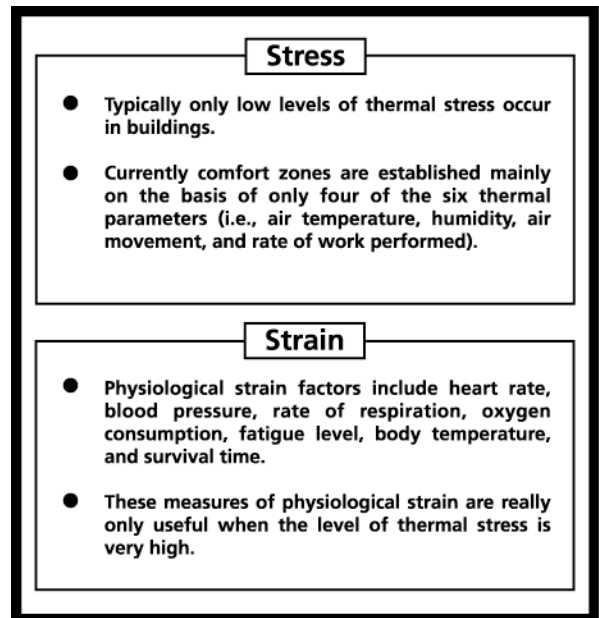 Stress
● Typically only low levels of thermal stress occur
in buildings.
● Currently comfort zones are established mainly
on the basis of only four of the six thermal
parameters (i.e., air temperature, humidity, air
movement, and rate of work performed).
Strain
● Physiological strain factors include heart rate,
blood pressure, rate of respiration, oxygen
consumption, fatigue level, body temperature,
and survival time.
● These measures of physiological strain are really
only useful when the level of thermal stress is
very high.